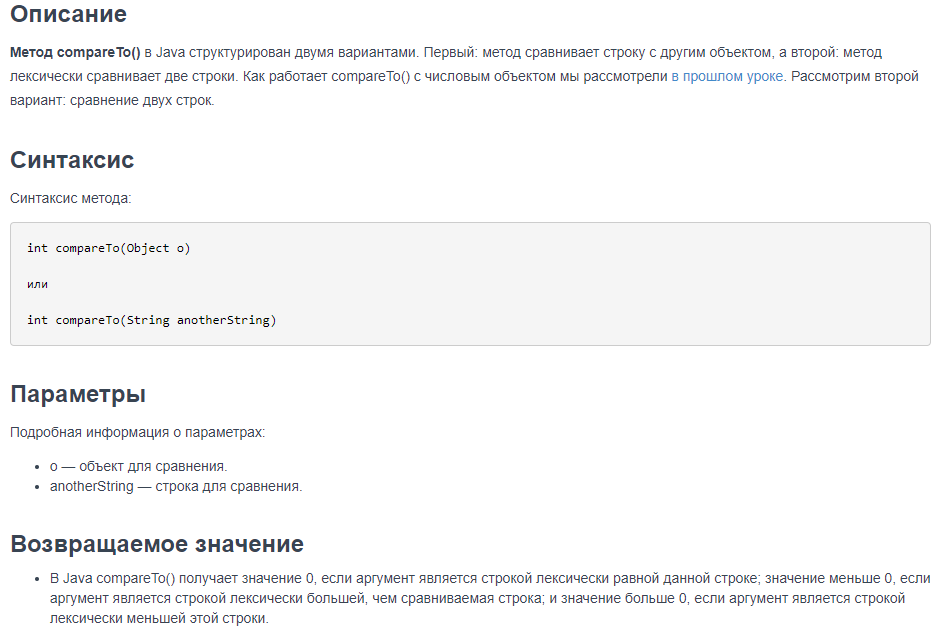 Описание
Метод compareTo() в Java структурирован двумя вариантами. Первый: метод сравнивает строку с другим объектом, а второй: метод
лексически сравнивает две строки. Как работает compareTo() с числовым объектом мы рассмотрели в прошлом уроке. Рассмотрим второй
вариант: сравнение двух строк.
Синтаксис
Синтаксис метода:
int compareTo(Object o)
или
int compareTo(String anotherString)
Параметры
Подробная информация о параметрах:
• o — объект для сравнения.
• anotherString — строка для сравнения.
Возвращаемое значение
• В Java compareTo() получает значение 0, если аргумент является строкой лексически равной данной строке; значение меньше 0, если
аргумент является строкой лексически большей, чем сравниваемая строка; и значение больше 0, если аргумент является строкой
лексически меньшей этой строки.